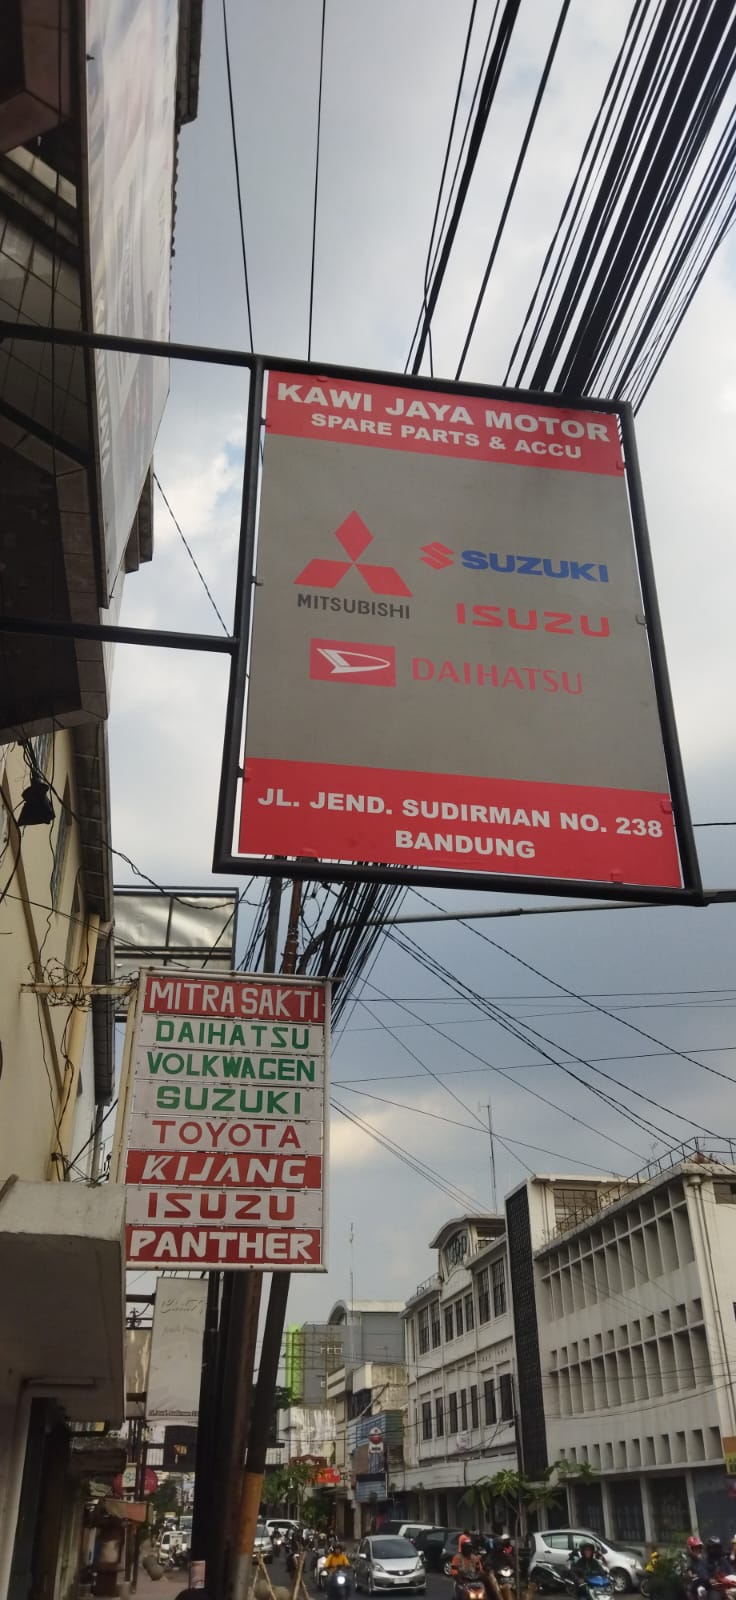 KAWI JAYA MOTOR
SPARE PARTS & ACCU
MITSUBISHI
SUZUKI
ISUZU
DAIHATSU
JL. JEND. SUDIRMAN NO. 238
BANDUNG
MITRA SAKTI
DAIHATSU
VOLKWAGEN
SUZUKI
TOYOTA
KIJANG
ISUZU
PANTHER